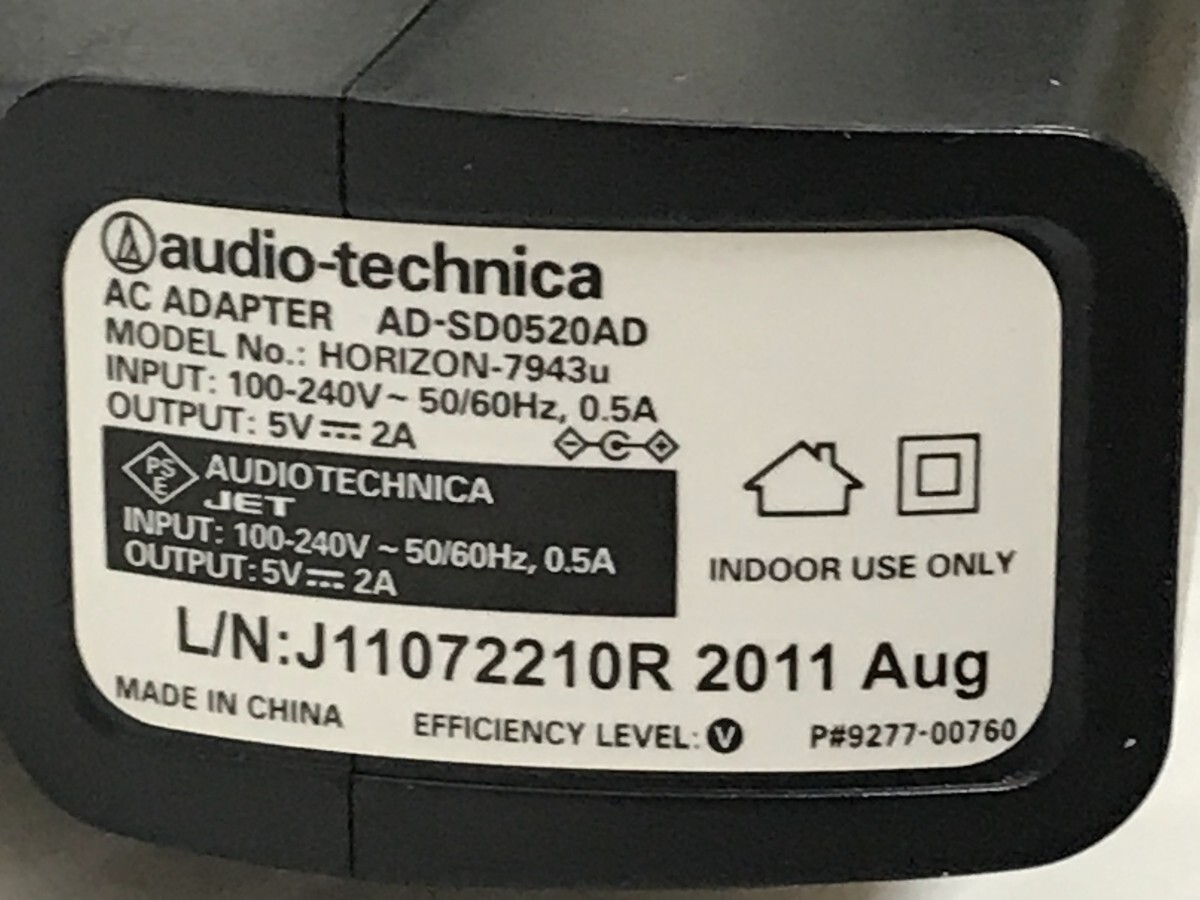 audio-technica
AC ADAPTER AD-SD0520AD
MODEL No.: HORIZON-7943u
INPUT: 100-240V~ 50/60Hz, 0.5A
OUTPUT: 5V⎓ 2A
PSE AUDIOTECHNICA
JET
INPUT: 100-240V ~ 50/60Hz, 0.5A
OUTPUT: 5V⎓ 2A
INDOOR USE ONLY
L/N:J11072210R 2011 Aug
MADE IN CHINA EFFICIENCY LEVEL: V P#9277-00760